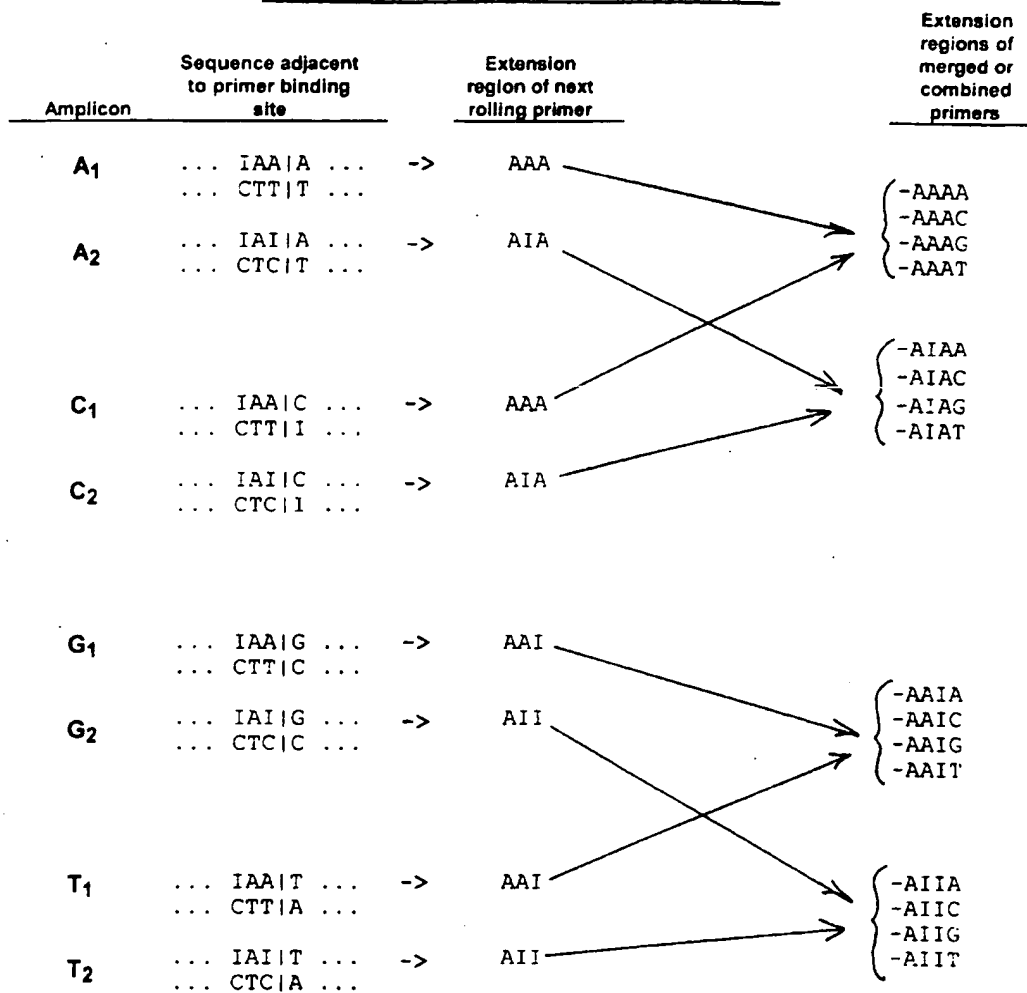 Amplicon Sequence adjacent to primer binding site Extension region of next rolling primer Extension regions of merged or combined primers
A1 ... IAA|A ... -> AAA
... CTT|T ...
A2 ... IAI|A ... -> AIA
... CTC|T ...
-AAAA
-AAAC
-AAAG
-AAAT
-AIAA
-AIAC
-AIAG
-AIAT
C1 ... IAA|C ... -> AAA
... CTT|I ...
C2 ... IAI|C ... -> AIA
... CTC|I ...
G1 ... IAA|G ... -> AAI
... CTT|C ...
G2 ... IAI|G ... -> AII
... CTC|C ...
-AAIA
-AAIC
-AAIG
-AAIT
T1 ... IAA|T ... -> AAI
... CTT|A ...
T2 ... IAI|T ... -> AII
... CTC|A ...
-AIIA
-AIIC
-AIIG
-AIIT